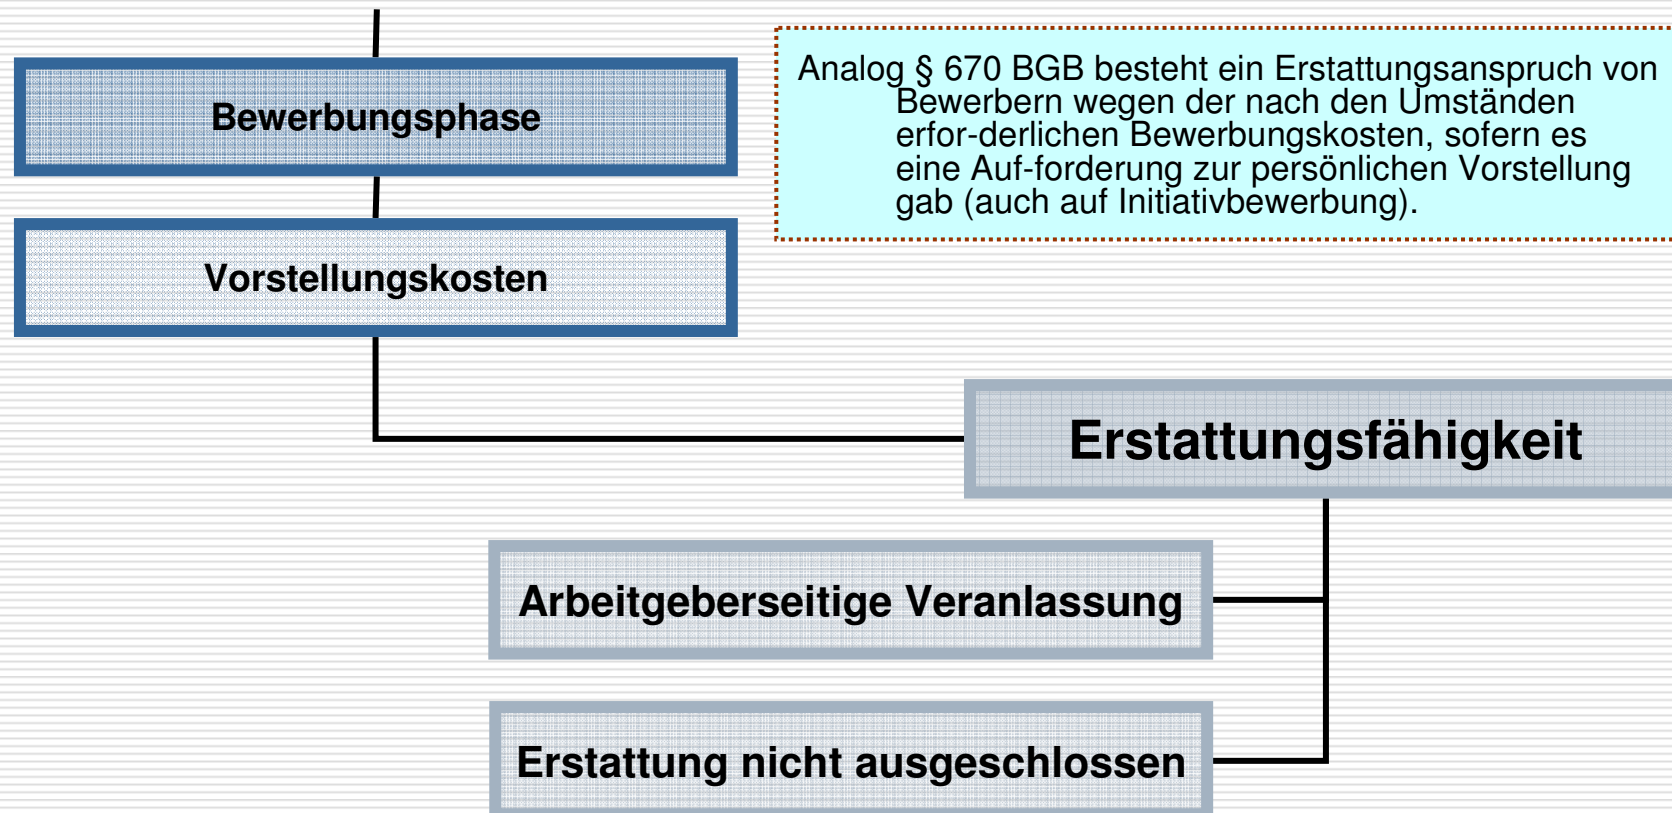 Bewerbungsphase
Analog § 670 BGB besteht ein Erstattungsanspruch von
Bewerbern wegen der nach den Umständen
erfor-derlichen Bewerbungskosten, sofern es
eine Auf-forderung zur persönlichen Vorstellung
gab (auch auf Initiativbewerbung).
Vorstellungskosten
Erstattungsfähigkeit
Arbeitgeberseitige Veranlassung
Erstattung nicht ausgeschlossen